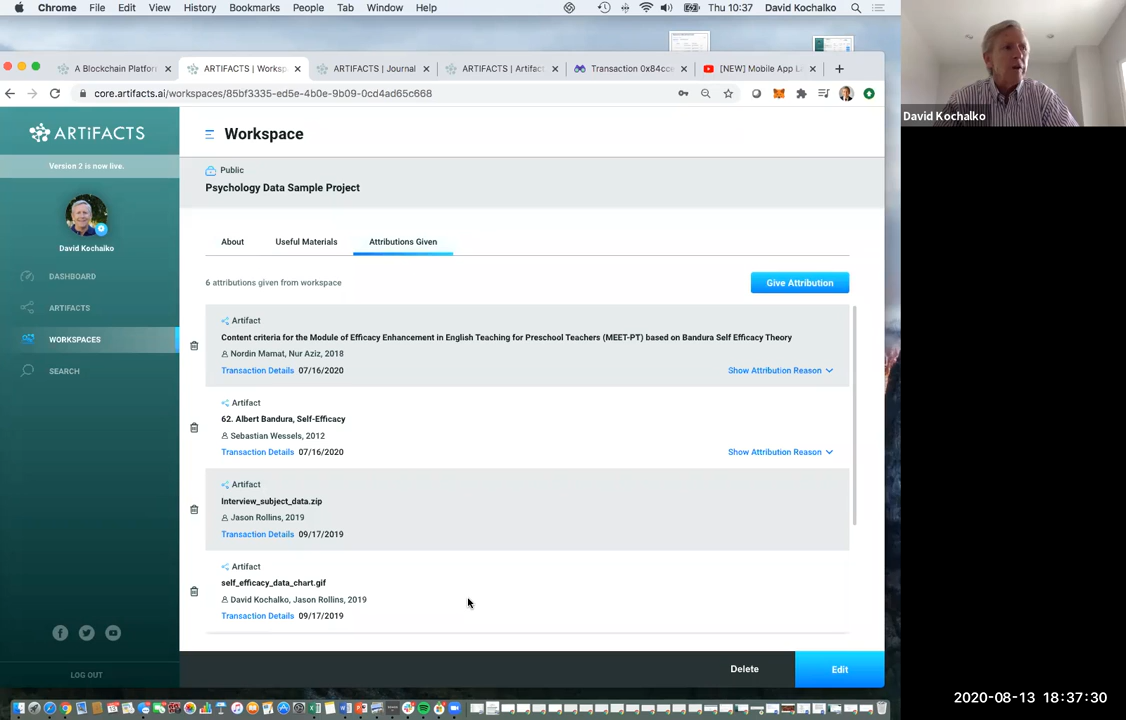 Chrome File Edit View History Bookmarks People Tab Window Help Thu 10:37 David Kochalko
A Blockchain Platfor ARTIFACTS | Worksp ARTIFACTS | Journal ARTIFACTS | Artifact Transaction 0x84cce [NEW] Mobile App L
core.artifacts.ai/workspaces/85bf3335-ed5e-4b0e-9b09-0cd4ad65c668
David Kochalko
ARTiFACTS
Version 2 is now live.
David Kochalko
DASHBOARD
ARTIFACTS
WORKSPACES
SEARCH
LOG OUT
Workspace
Public
Psychology Data Sample Project
About Useful Materials Attributions Given
6 attributions given from workspace
Give Attribution
Artifact
Content criteria for the Module of Efficacy Enhancement in English Teaching for Preschool Teachers (MEET-PT) based on Bandura Self Efficacy Theory
Nordin Mamat, Nur Aziz, 2018
Transaction Details 07/16/2020 Show Attribution Reason
Artifact
62. Albert Bandura, Self-Efficacy
Sebastian Wessels, 2012
Transaction Details 07/16/2020 Show Attribution Reason
Artifact
Interview_subject_data.zip
Jason Rollins, 2019
Transaction Details 09/17/2019
Artifact
self_efficacy_data_chart.gif
David Kochalko, Jason Rollins, 2019
Transaction Details 09/17/2019
Delete Edit
2020-08-13 18:37:30